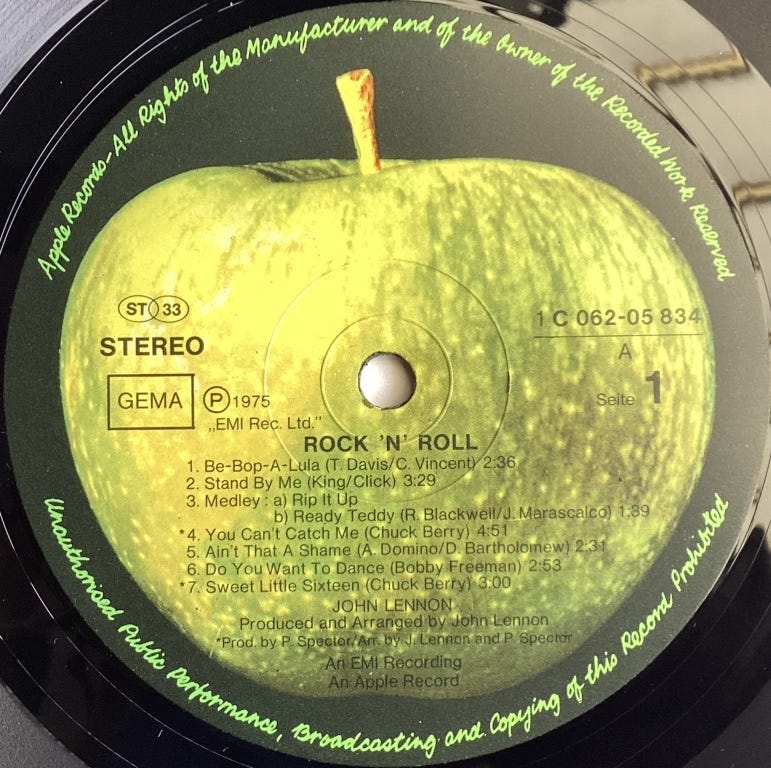 Apple Records-All Rights of the Manufacturer and of the Owner of the Recorded Work Reserved
ST 33
STEREO
GEMA
P 1975
„EMI Rec. Ltd."
1 C 062-05 834
A
Seite 1
ROCK 'N' ROLL
1. Be-Bop-A-Lula (T. Davis/C. Vincent) 2:36
2. Stand By Me (King/Click) 3:29
3. Medley : a) Rip It Up
b) Ready Teddy (R. Blackwell/J. Marascalco) 1:39
*4. You Can't Catch Me (Chuck Berry) 4:51
5. Ain't That A Shame (A. Domino/D. Bartholomew) 2:31
6. Do You Want To Dance (Bobby Freeman) 2:53
*7. Sweet Little Sixteen (Chuck Berry) 3:00
JOHN LENNON
Produced and Arranged by John Lennon
*Prod. by P. Spector/Arr. by J. Lennon and P. Spector
An EMI Recording
An Apple Record
Unauthorised Public Performance, Broadcasting and Copying of this Record Prohibited